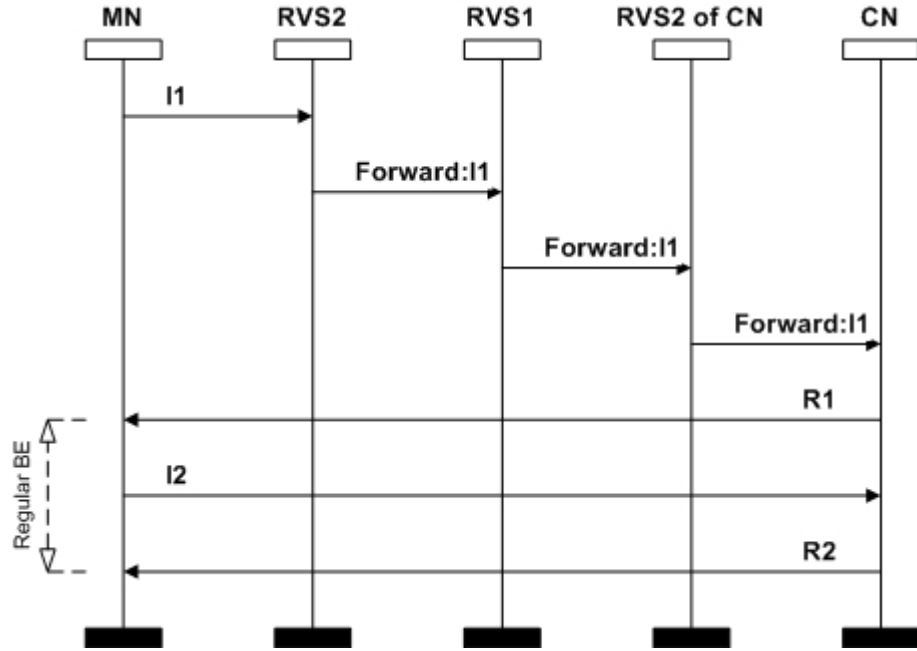 MN
RVS2
RVS1
RVS2 of CN
CN
I1
Forward:I1
Forward:I1
Forward:I1
R1
Regular BE
I2
R2